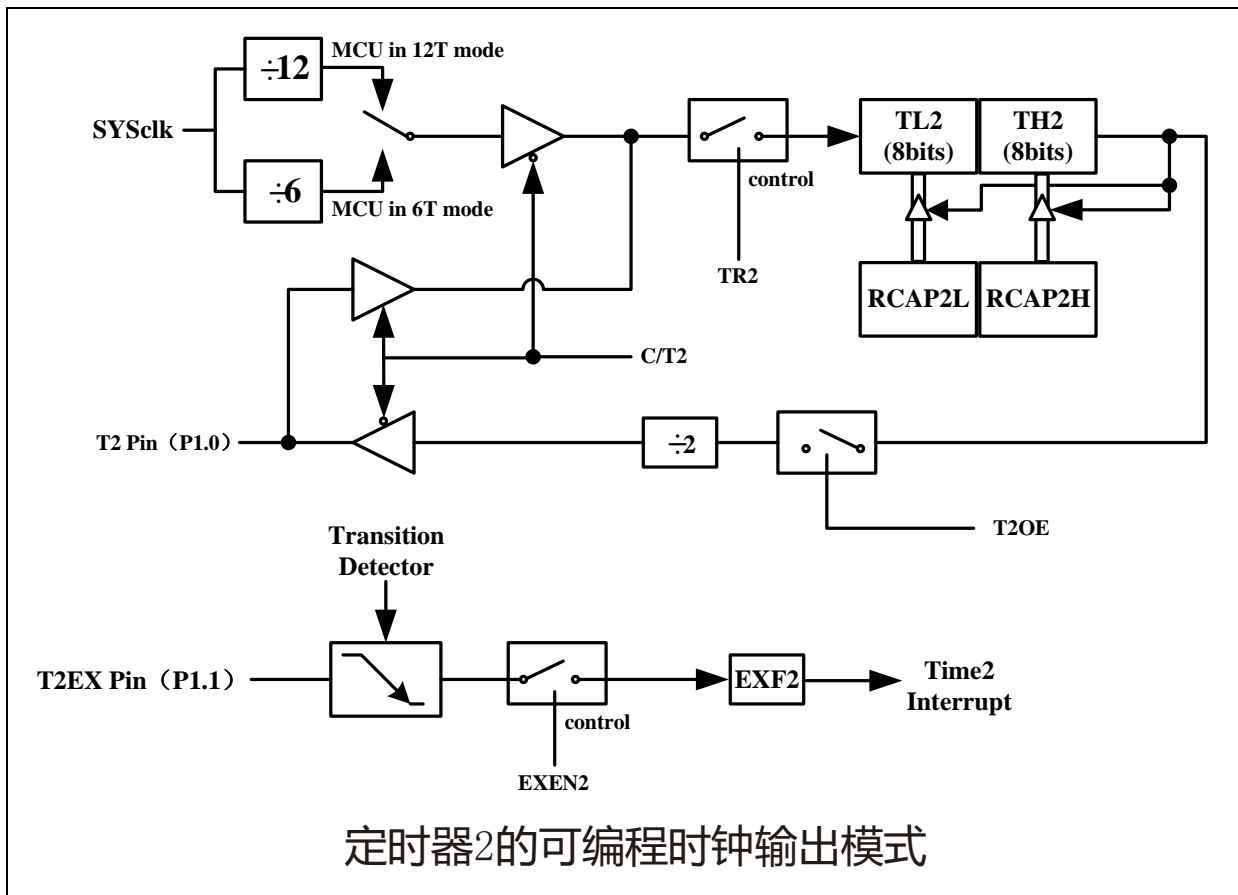 MCU in 12T mode
÷12
SYSclk
÷6
MCU in 6T mode
control
TR2
TL2
(8bits)
TH2
(8bits)
RCAP2L
RCAP2H
C/T2
T2 Pin（P1.0）
÷2
T2OE
Transition
Detector
T2EX Pin（P1.1）
control
EXEN2
EXF2
Time2
Interrupt
定时器2的可编程时钟输出模式